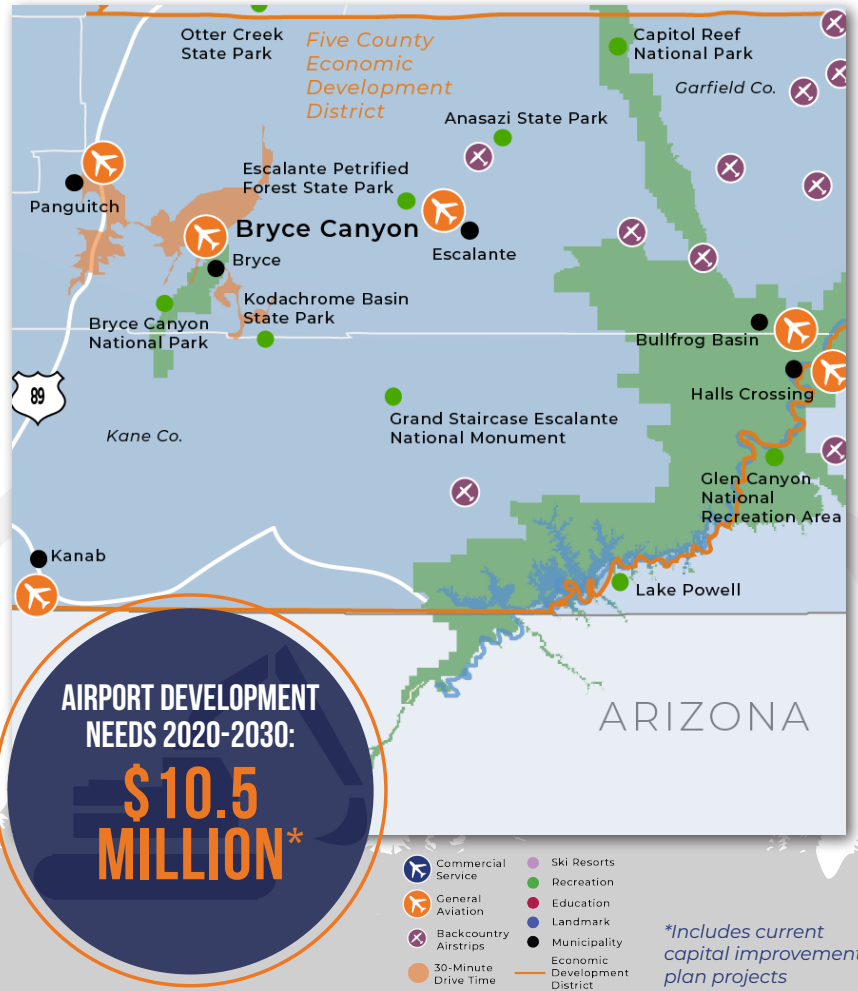 Otter Creek
State Park
Five County
Economic
Development
District
Capitol Reef
National Park
Garfield Co.
Anasazi State Park
Escalante Petrified
Forest State Park
Panguitch
Bryce Canyon
Escalante
Bryce
Kodachrome Basin
State Park
Bryce Canyon
National Park
Bullfrog Basin
89
Halls Crossing
Grand Staircase Escalante
National Monument
Kane Co.
Glen Canyon
National
Recreation Area
Kanab
Lake Powell
ARIZONA
AIRPORT DEVELOPMENT
NEEDS 2020-2030:
$10.5
MILLION*
Commercial
Service
General
Aviation
Backcountry
Airstrips
30-Minute
Drive Time
Ski Resorts
Recreation
Education
Landmark
Municipality
Economic
Development
District
*Includes current
capital improvement
plan projects